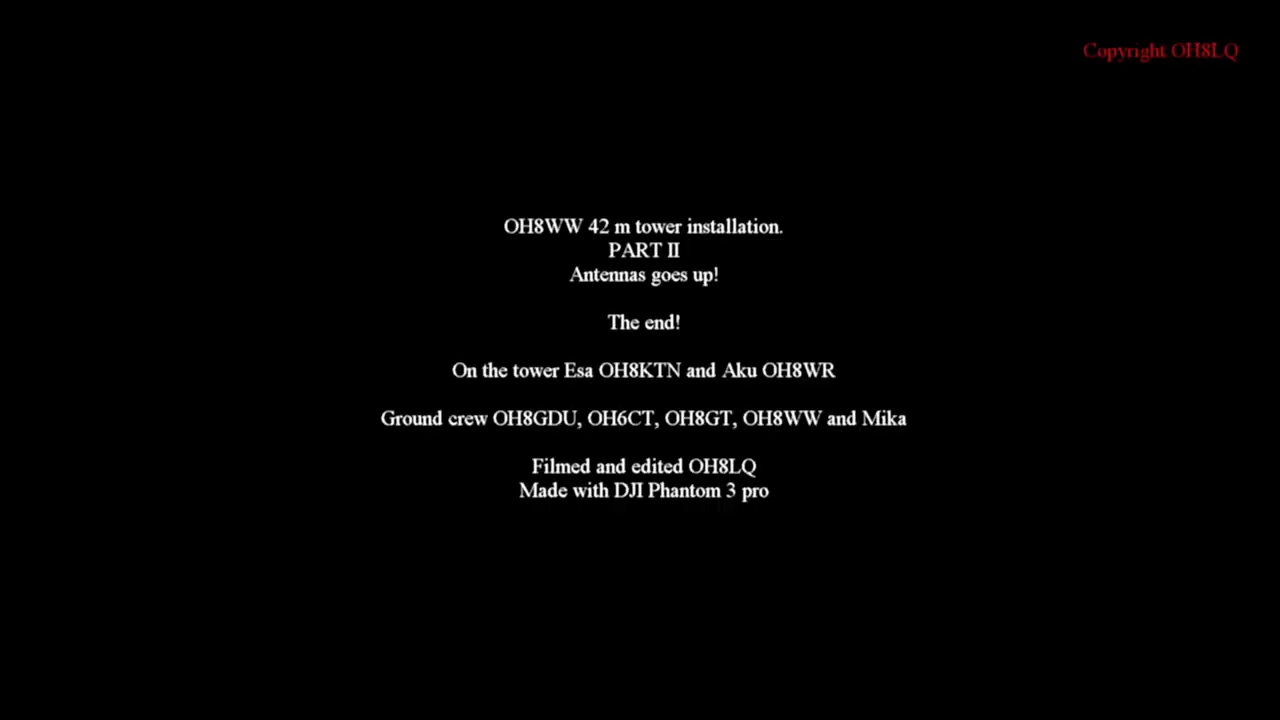 Copyright OH8LQ
OH8WW 42 m tower installation.
PART II
Antennas goes up!
The end!
On the tower Esa OH8KTN and Aku OH8WR
Ground crew OH8GDU, OH6CT, OH8GT, OH8WW and Mika
Filmed and edited OH8LQ
Made with DJI Phantom 3 pro